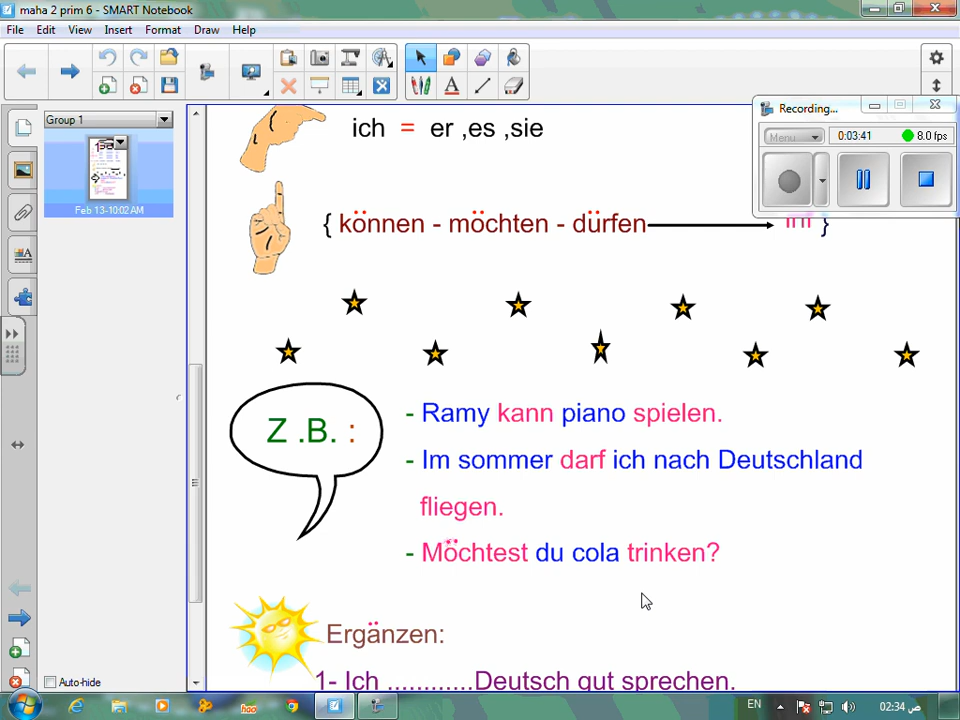 maha 2 prim 6 - SMART Notebook
File Edit View Insert Format Draw Help
Group 1
Feb 13-10:02 AM
Recording...
Menu
0:03:41
8.0 fps
ich = er ,es ,sie
{ können - möchten - dürfen }
Z .B. :
- Ramy kann piano spielen.
- Im sommer darf ich nach Deutschland
fliegen.
- Möchtest du cola trinken?
Ergänzen:
1- Ich ............Deutsch gut sprechen.
Auto-hide
hao
EN
02:34 ص